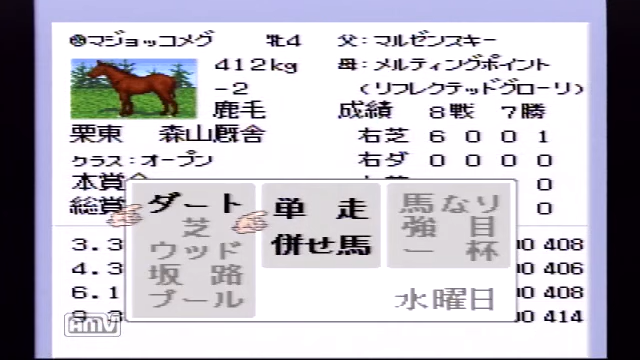 マジョッコメグ 牝4 父:マルゼンスキー
412kg 母:メルティングポイント
-2 (リフレクテッドグローリ)
鹿毛 成績 8戦 7勝
栗東 森山厩舎 右芝 6 0 0 1
クラス:オープン 右ダ 0 0 0 0
本賞 0
総賞 0
ダート 単走 馬なり
芝 併せ馬 強目
ウッド 一杯
坂路
プール
水曜日
3.3 00 408
4.3 406
6.1 00 408
J0 414
HMV